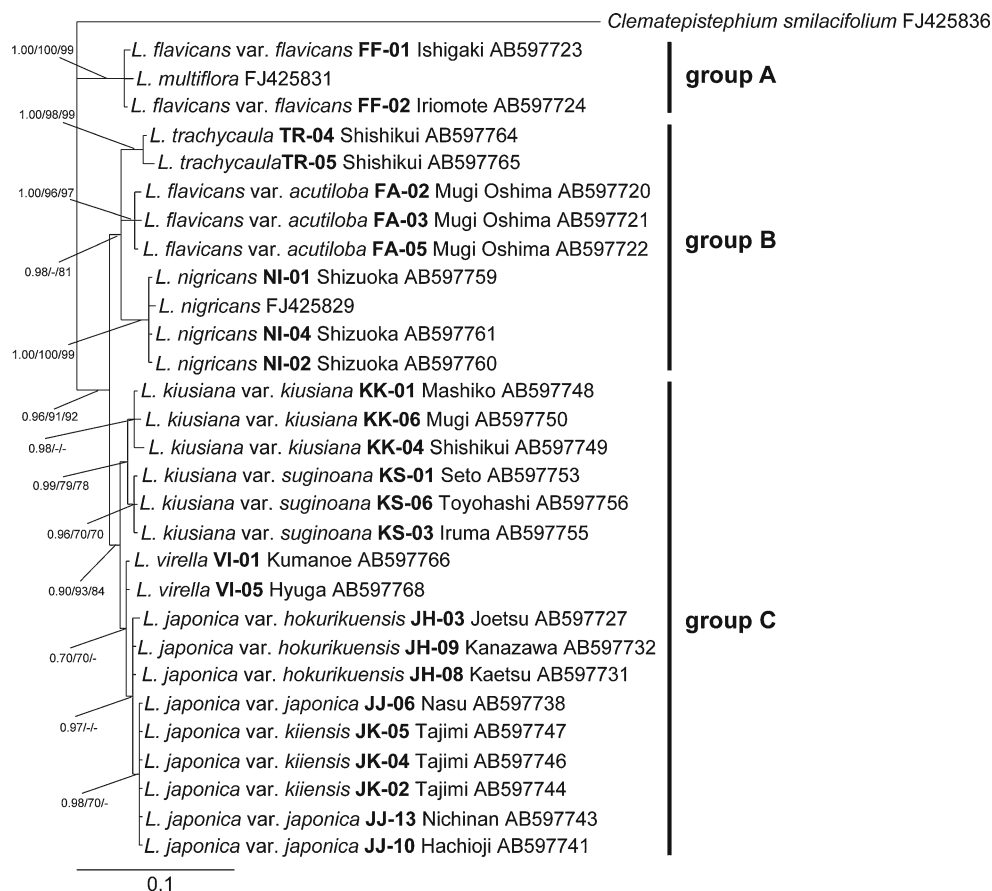 Clematepistephium smilacifolium FJ425836
1.00/100/99
L. flavicans var. flavicans FF-01 Ishigaki AB597723
L. multiflora FJ425831
group A
L. flavicans var. flavicans FF-02 Iriomote AB597724
1.00/98/99
L. trachycaula TR-04 Shishikui AB597764
L. trachycaulaTR-05 Shishikui AB597765
1.00/96/97
L. flavicans var. acutiloba FA-02 Mugi Oshima AB597720
L. flavicans var. acutiloba FA-03 Mugi Oshima AB597721
group B
L. flavicans var. acutiloba FA-05 Mugi Oshima AB597722
0.98/-/81
L. nigricans NI-01 Shizuoka AB597759
L. nigricans FJ425829
L. nigricans NI-04 Shizuoka AB597761
1.00/100/99
L. nigricans NI-02 Shizuoka AB597760
L. kiusiana var. kiusiana KK-01 Mashiko AB597748
0.96/91/92
L. kiusiana var. kiusiana KK-06 Mugi AB597750
0.98/-/-
L. kiusiana var. kiusiana KK-04 Shishikui AB597749
L. kiusiana var. suginoana KS-01 Seto AB597753
0.99/79/78
L. kiusiana var. suginoana KS-06 Toyohashi AB597756
0.96/70/70
L. kiusiana var. suginoana KS-03 Iruma AB597755
L. virella VI-01 Kumanoe AB597766
0.90/93/84
L. virella VI-05 Hyuga AB597768
L. japonica var. hokurikuensis JH-03 Joetsu AB597727
group C
L. japonica var. hokurikuensis JH-09 Kanazawa AB597732
0.70/70/-
L. japonica var. hokurikuensis JH-08 Kaetsu AB597731
L. japonica var. japonica JJ-06 Nasu AB597738
0.97/-/-
L. japonica var. kiiensis JK-05 Tajimi AB597747
L. japonica var. kiiensis JK-04 Tajimi AB597746
L. japonica var. kiiensis JK-02 Tajimi AB597744
0.98/70/-
L. japonica var. japonica JJ-13 Nichinan AB597743
L. japonica var. japonica JJ-10 Hachioji AB597741
0.1